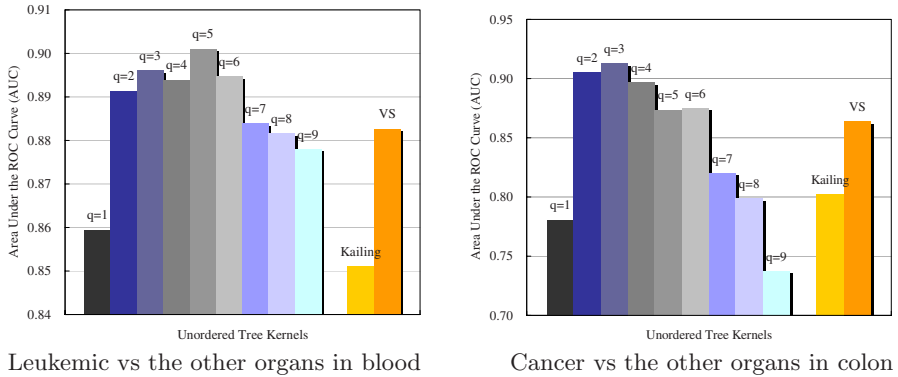 0.91
0.90
0.89
0.88
0.87
0.86
0.85
0.84
Area Under the ROC Curve (AUC)
q=1
q=2
q=3
q=4
q=5
q=6
q=7
q=8
q=9
Kailing
VS
Unordered Tree Kernels
Leukemic vs the other organs in blood
0.95
0.90
0.85
0.80
0.75
0.70
Area Under the ROC Curve (AUC)
q=1
q=2
q=3
q=4
q=5
q=6
q=7
q=8
q=9
Kailing
VS
Unordered Tree Kernels
Cancer vs the other organs in colon